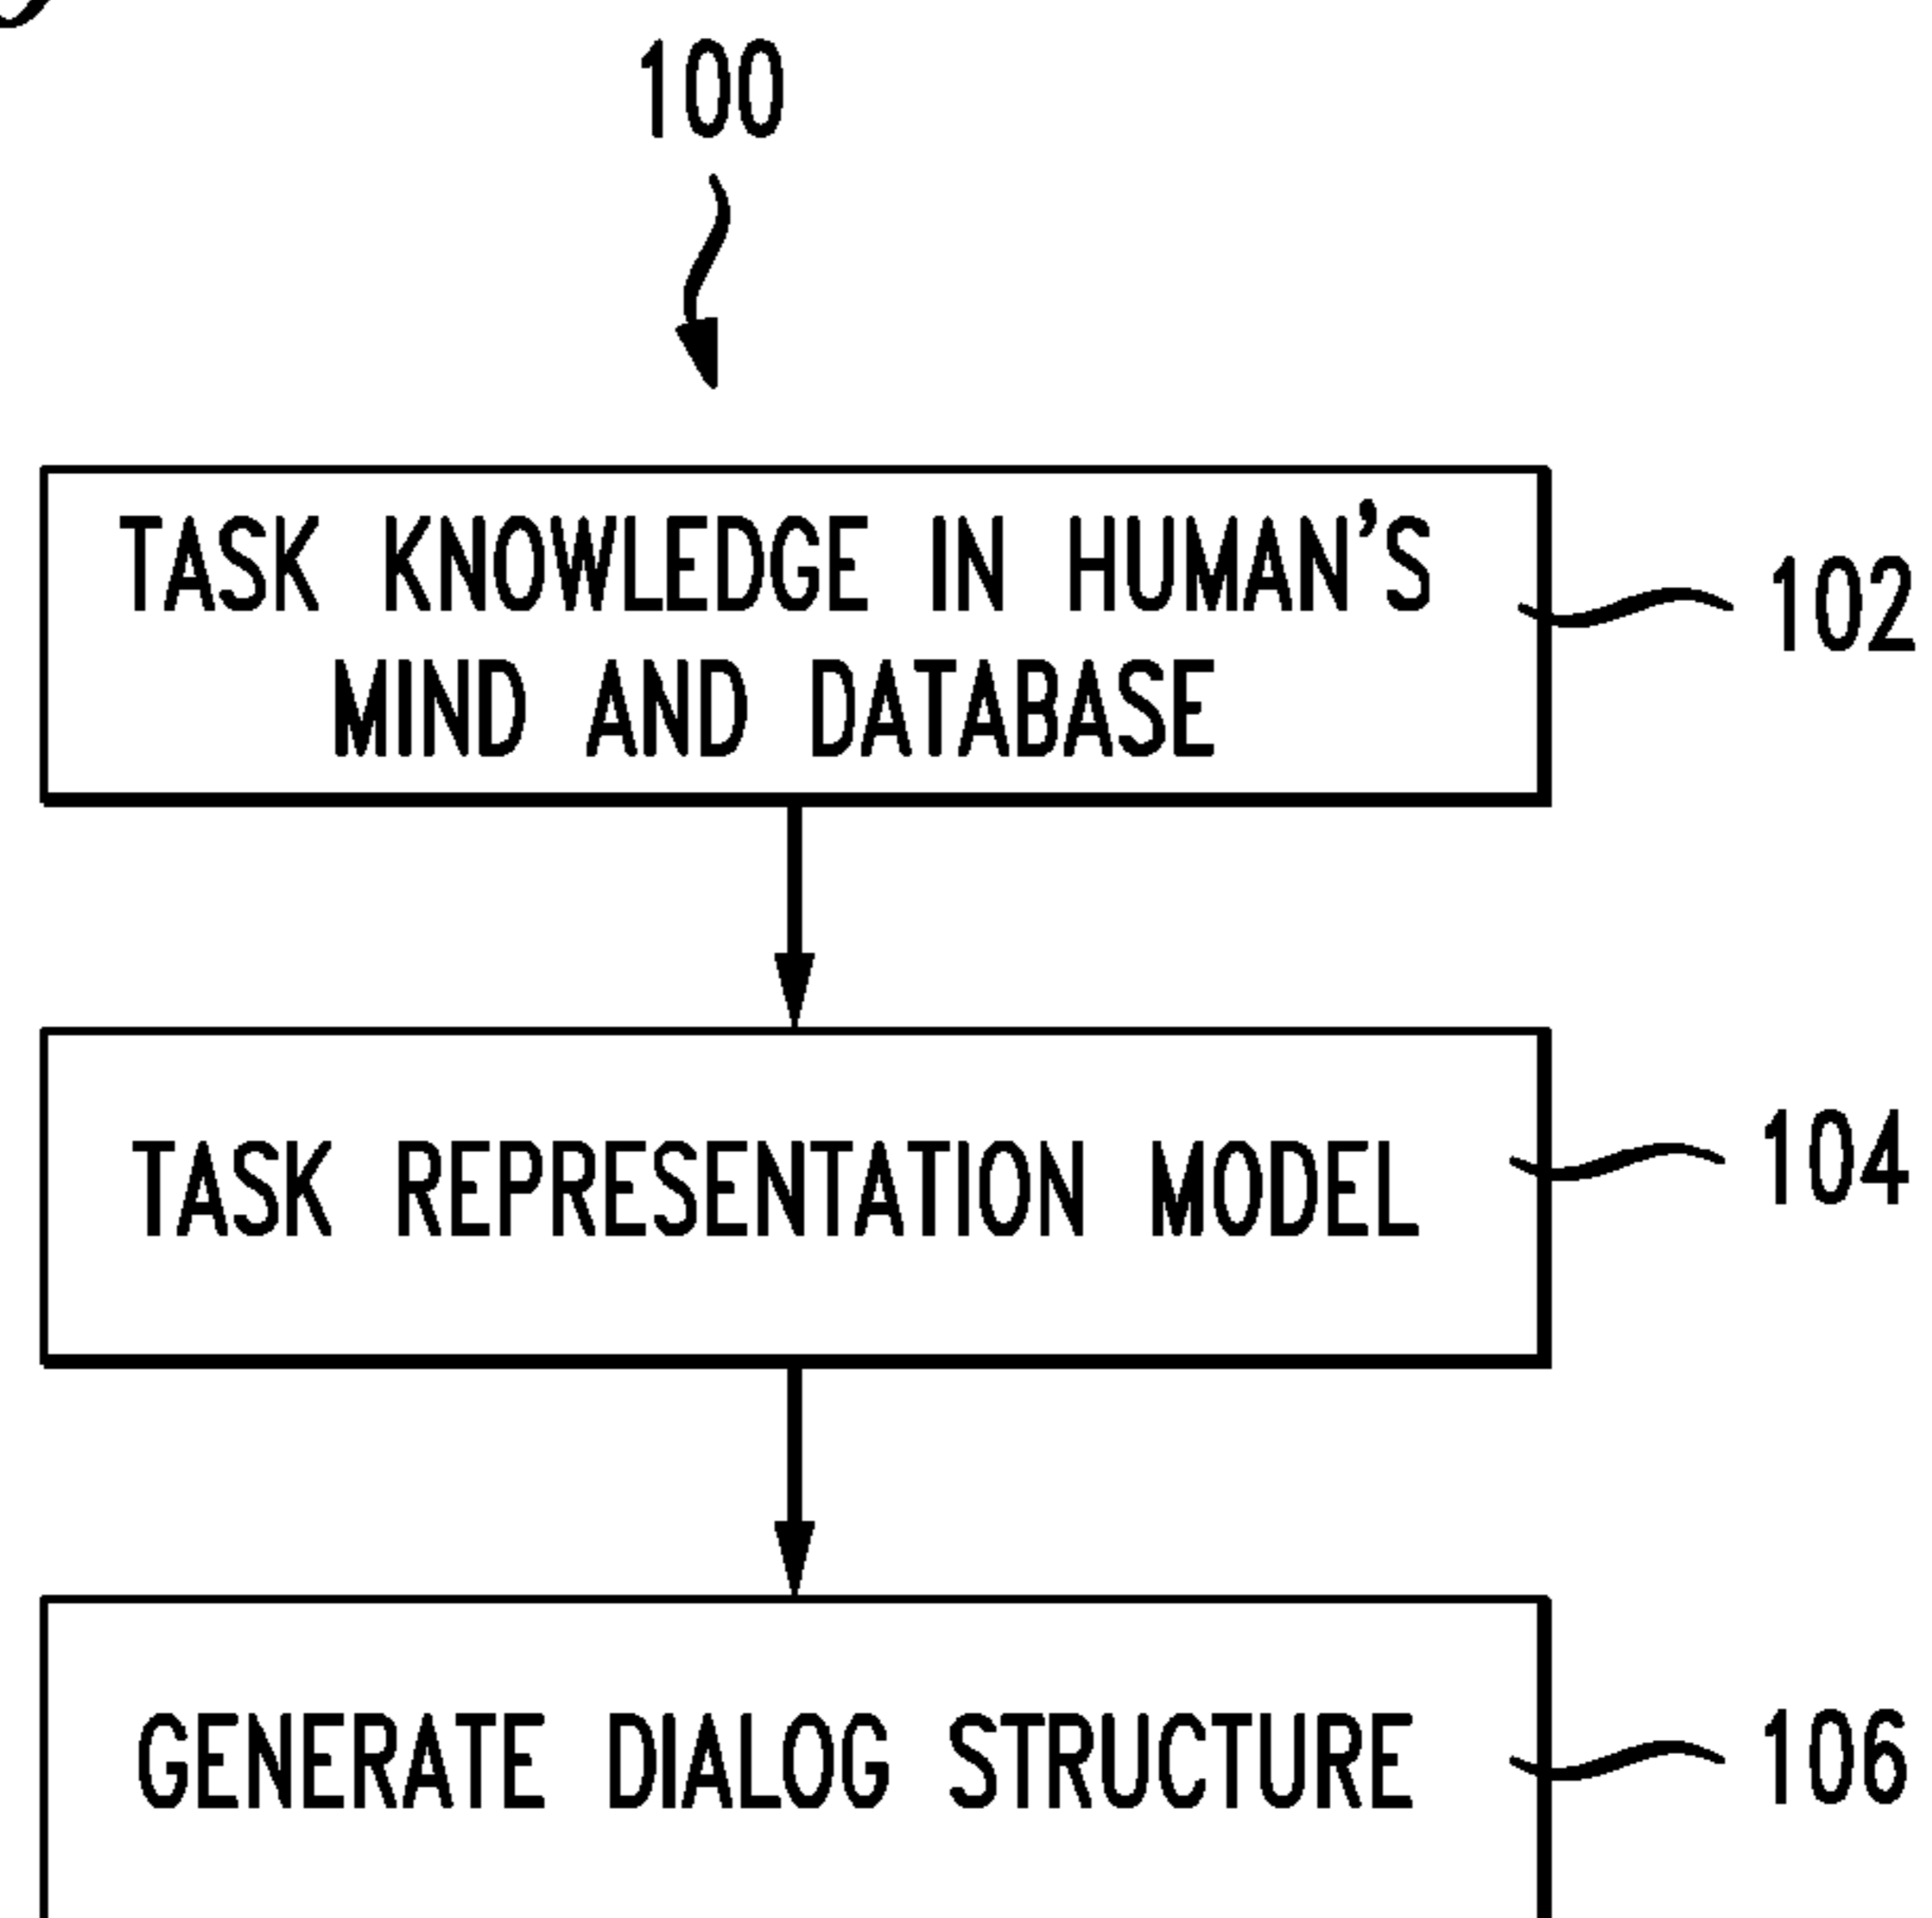 100
TASK KNOWLEDGE IN HUMAN'S
MIND AND DATABASE
102
TASK REPRESENTATION MODEL
104
GENERATE DIALOG STRUCTURE
106